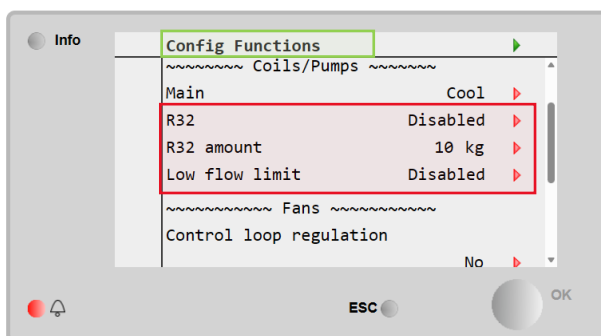 Info
Config Functions
~~~~~~~~ Coils/Pumps ~~~~~~~
Main Cool
R32 Disabled
R32 amount 10 kg
Low flow limit Disabled
~~~~~~~~~~~ Fans ~~~~~~~~~~~
Control loop regulation
No
ESC
OK